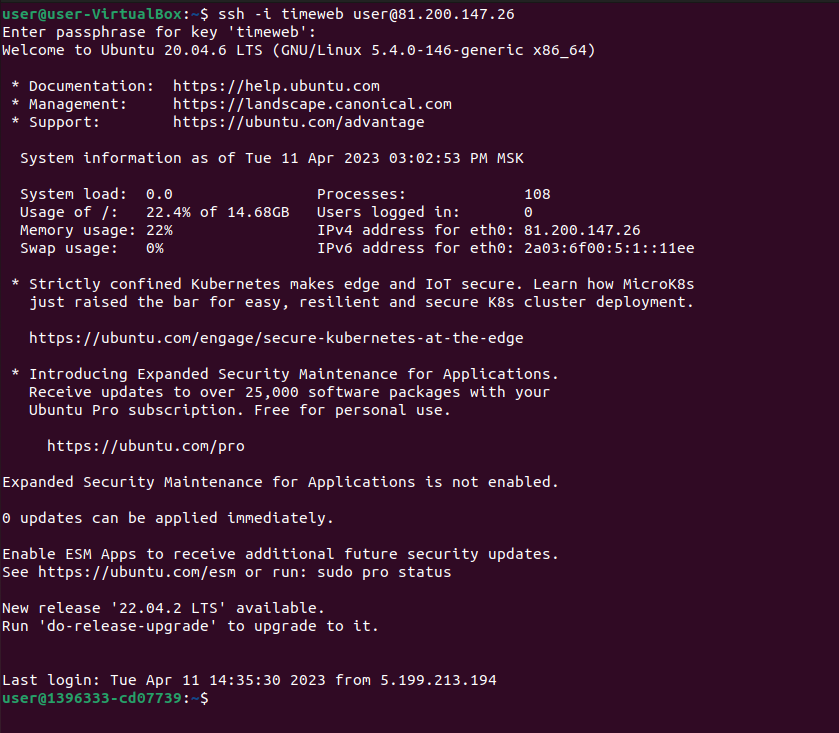 user@user-VirtualBox:~$ ssh -i timeweb user@81.200.147.26
Enter passphrase for key 'timeweb':
Welcome to Ubuntu 20.04.6 LTS (GNU/Linux 5.4.0-146-generic x86_64)

 * Documentation:  https://help.ubuntu.com
 * Management:     https://landscape.canonical.com
 * Support:        https://ubuntu.com/advantage

  System information as of Tue 11 Apr 2023 03:02:53 PM MSK

  System load:  0.0                Processes:             108
  Usage of /:   22.4% of 14.68GB   Users logged in:       0
  Memory usage: 22%                IPv4 address for eth0: 81.200.147.26
  Swap usage:   0%                 IPv6 address for eth0: 2a03:6f00:5:1::11ee

 * Strictly confined Kubernetes makes edge and IoT secure. Learn how MicroK8s
   just raised the bar for easy, resilient and secure K8s cluster deployment.

   https://ubuntu.com/engage/secure-kubernetes-at-the-edge

 * Introducing Expanded Security Maintenance for Applications.
   Receive updates to over 25,000 software packages with your
   Ubuntu Pro subscription. Free for personal use.

     https://ubuntu.com/pro

Expanded Security Maintenance for Applications is not enabled.

0 updates can be applied immediately.

Enable ESM Apps to receive additional future security updates.
See https://ubuntu.com/esm or run: sudo pro status

New release '22.04.2 LTS' available.
Run 'do-release-upgrade' to upgrade to it.


Last login: Tue Apr 11 14:35:30 2023 from 5.199.213.194
user@1396333-cd07739:~$